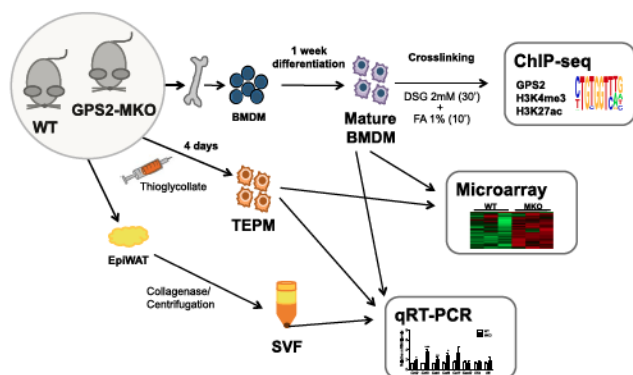 WT
GPS2-MKO
BMDM
1 week
differentiation
Mature
BMDM
Crosslinking
DSG 2mM (30')
+
FA 1% (10')
ChIP-seq
GPS2
H3K4me3
H3K27ac
4 days
Thioglycollate
TEPM
Microarray
WT
MKO
EpiWAT
Collagenase/
Centrifugation
SVF
qRT-PCR